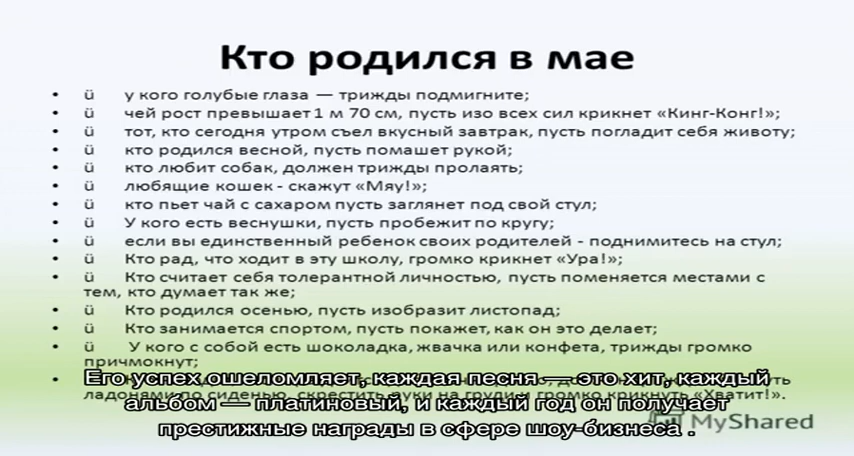 Кто родился в мае
• ü у кого голубые глаза — трижды подмигните;
• ü чей рост превышает 1 м 70 см, пусть изо всех сил крикнет «Кинг-Конг!»;
• ü тот, кто сегодня утром съел вкусный завтрак, пусть погладит себя животу;
• ü кто родился весной, пусть помашет рукой;
• ü кто любит собак, должен трижды пролаять;
• ü любящие кошек - скажут «Мяу!»;
• ü кто пьет чай с сахаром пусть заглянет под свой стул;
• ü У кого есть веснушки, пусть пробежит по кругу;
• ü если вы единственный ребенок своих родителей - поднимитесь на стул;
• ü Кто рад, что ходит в эту школу, громко крикнет «Ура!»;
• ü Кто считает себя толерантной личностью, пусть поменяется местами с
тем, кто думает так же;
• ü Кто родился осенью, пусть изобразит листопад;
• ü Кто занимается спортом, пусть покажет, как он это делает;
• ü У кого с собой есть шоколадка, жвачка или конфета, трижды громко
причмокнут;
ладонями по сиденью, скрестить руки на груди и громко крикнуть «Хватит!».
Его успех ошеломляет, каждая песня — это хит, каждый
альбом — платиновый, и каждый год он получает
престижные награды в сфере шоу-бизнеса .
MyShared